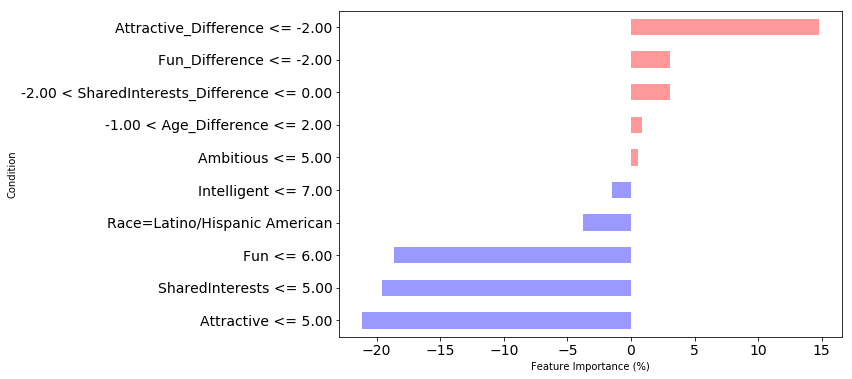 Attractive_Difference <= -2.00
Fun_Difference <= -2.00
-2.00 < SharedInterests_Difference <= 0.00
-1.00 < Age_Difference <= 2.00
Ambitious <= 5.00
Intelligent <= 7.00
Race=Latino/Hispanic American
Fun <= 6.00
SharedInterests <= 5.00
Attractive <= 5.00
Condition
−20 −15 −10 −5 0 5 10 15
Feature Importance (%)